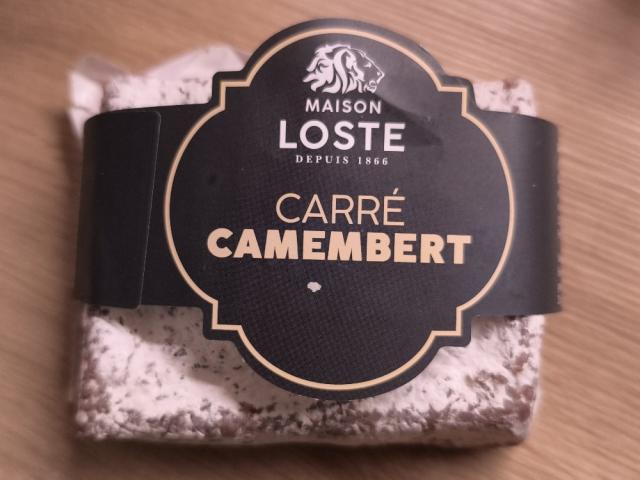 MAISON
LOSTE
DEPUIS 1866
CARRÉ
CAMEMBERT